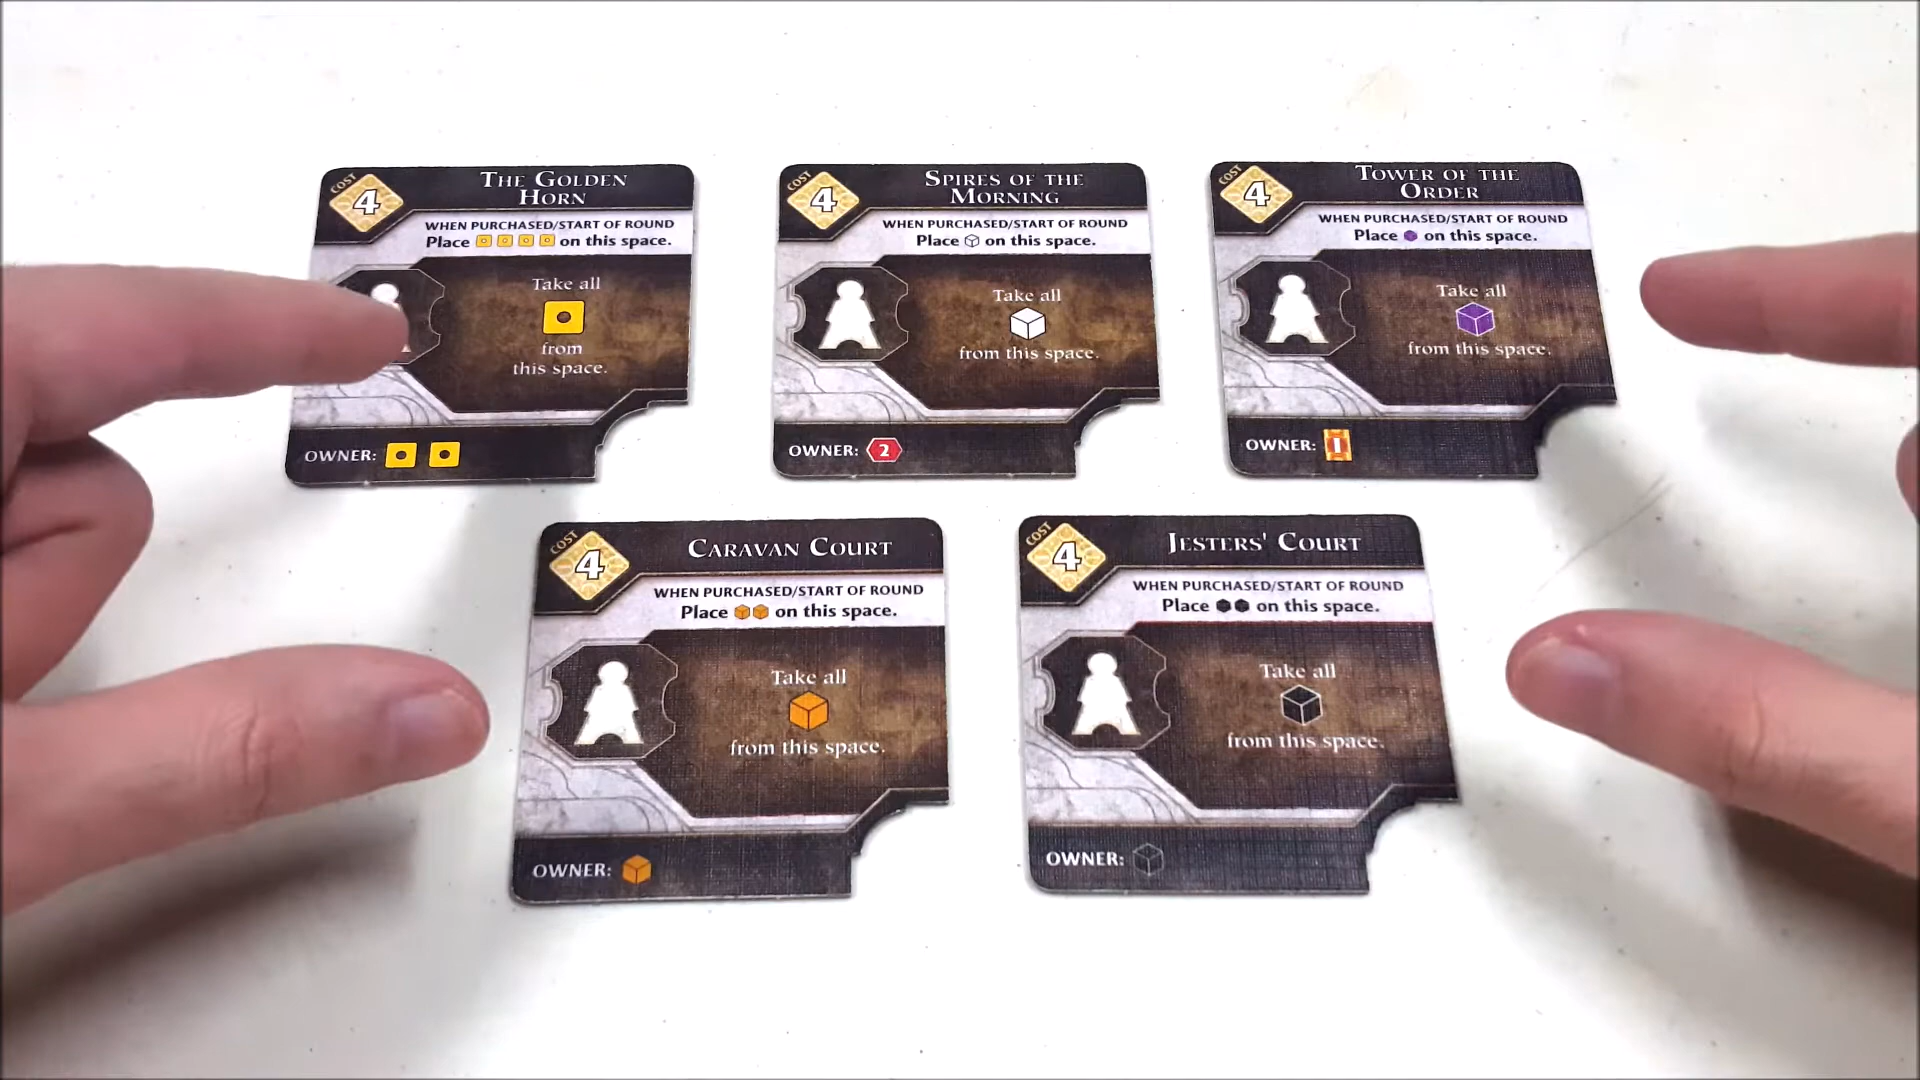 COST
4
THE GOLDEN
HORN
WHEN PURCHASED/START OF ROUND
Place on this space.
Take all
from
this space.
OWNER:
COST
4
SPIRES OF THE
MORNING
WHEN PURCHASED/START OF ROUND
Place on this space.
Take all
from this space.
OWNER: 2
COST
4
TOWER OF THE
ORDER
WHEN PURCHASED/START OF ROUND
Place on this space.
Take all
from this space.
OWNER: I
COST
4
CARAVAN COURT
WHEN PURCHASED/START OF ROUND
Place on this space.
Take all
from this space.
OWNER:
COST
4
JESTERS' COURT
WHEN PURCHASED/START OF ROUND
Place on this space.
Take all
from this space.
OWNER: